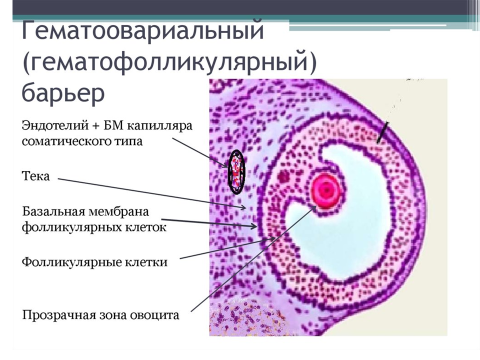 Гематоовариальный
(гематофолликулярный)
барьер
Эндотелий + БМ капилляра
соматического типа
Тека
Базальная мембрана
фолликулярных клеток
Фолликулярные клетки
Прозрачная зона овоцита